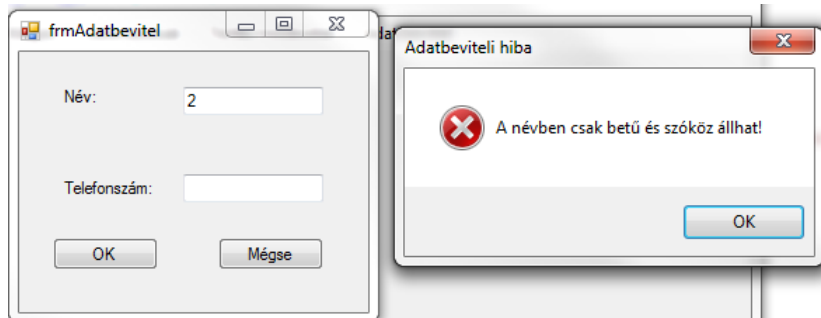 frmAdatbevitel
Név:
2
Telefonszám:
OK
Mégse
Adatbeviteli hiba
A névben csak betű és szóköz állhat!
OK